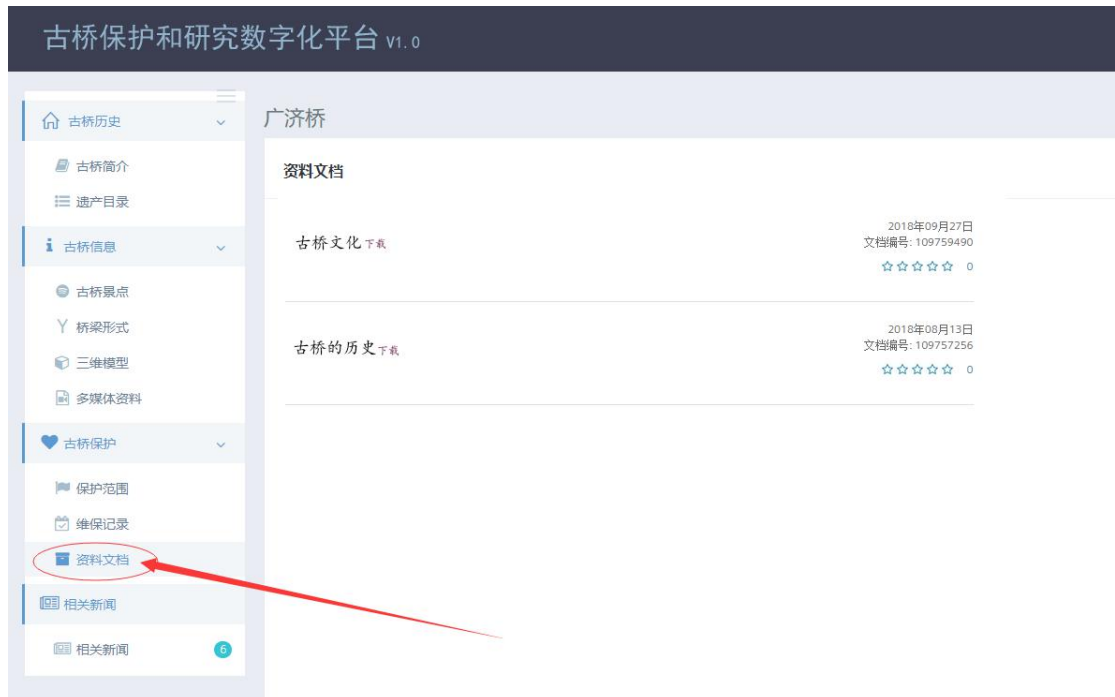 古桥保护和研究数字化平台 V1.0
古桥历史
古桥简介
遗产目录
古桥信息
古桥景点
桥梁形式
三维模型
多媒体资料
古桥保护
保护范围
维保记录
资料文档
相关新闻
相关新闻 6
广济桥
资料文档
古桥文化下载
2018年09月27日
文档编号: 109759490
0
古桥的历史下载
2018年08月13日
文档编号: 109757256
0